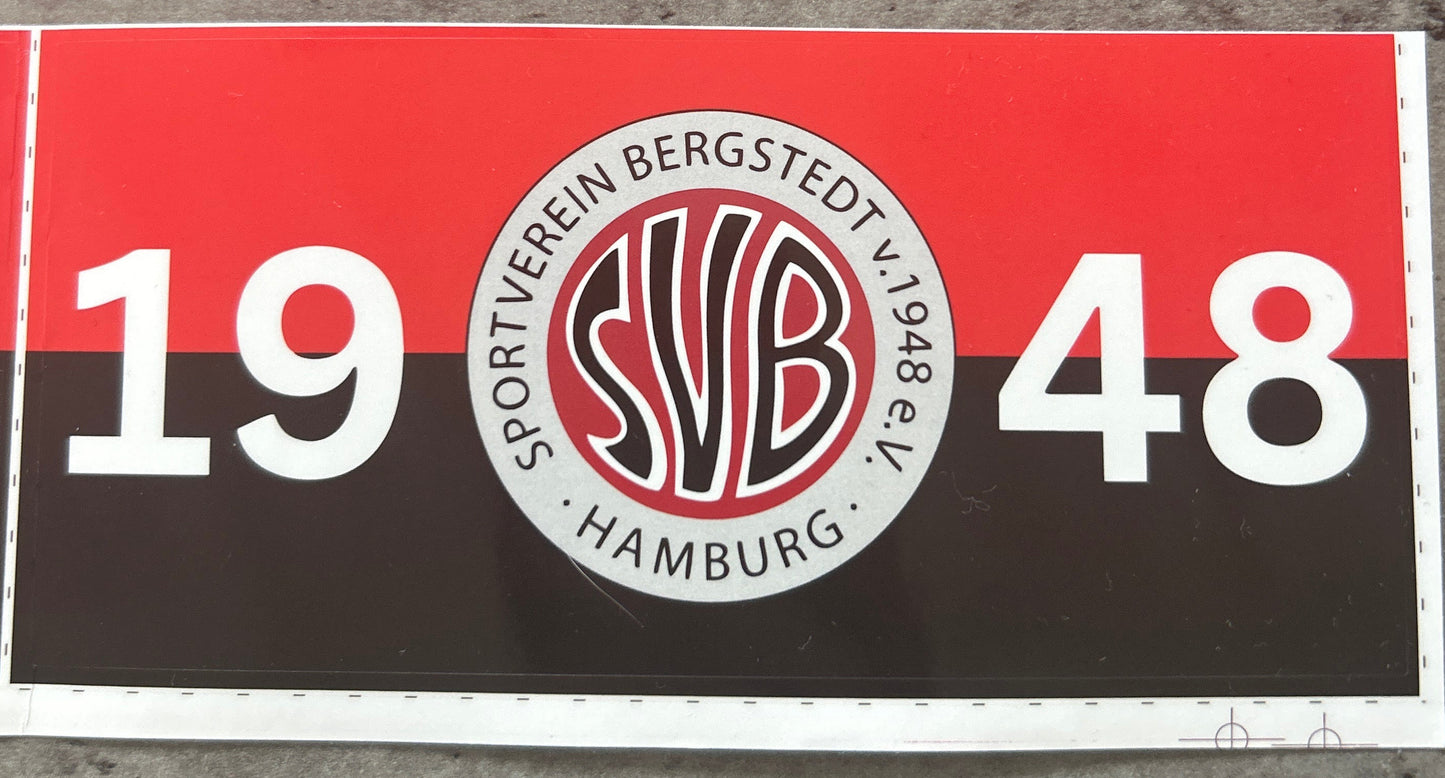 19
SPORTVEREIN BERGSTEDT v.1948 e.V.
SVB
· HAMBURG ·
48